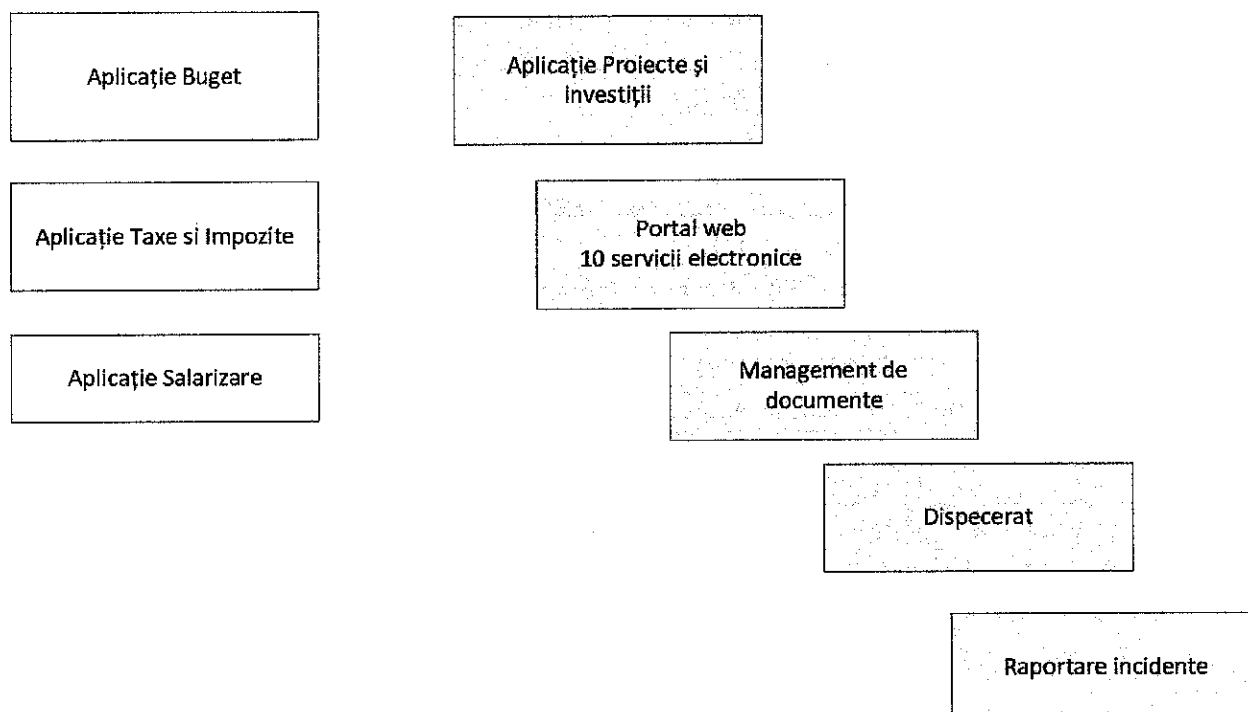 Aplicație Buget
Aplicație Proiecte și
investiții
Aplicație Taxe si Impozite
Portal web
10 servicii electronice
Aplicație Salarizare
Management de
documente
Dispecerat
Raportare incidente